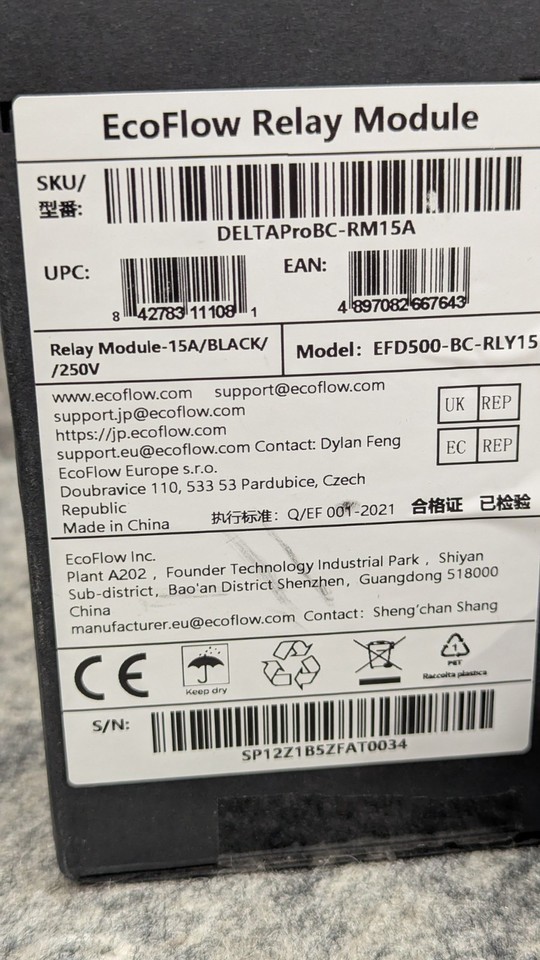 EcoFlow Relay Module
SKU/
型番:
DELTAProBC-RM15A
UPC:
8 42783 11108 1
EAN:
4 897082 667643
Relay Module-15A/BLACK/
/250V
Model: EFD500-BC-RLY15
www.ecoflow.com support@ecoflow.com
support.jp@ecoflow.com
https://jp.ecoflow.com
support.eu@ecoflow.com Contact: Dylan Feng
EcoFlow Europe s.r.o.
Doubravice 110, 533 53 Pardubice, Czech
Republic
Made in China
UK REP
EC REP
执行标准: Q/EF 001-2021 合格证 已检验
EcoFlow Inc.
Plant A202 , Founder Technology Industrial Park , Shiyan
Sub-district, Bao'an District Shenzhen, Guangdong 518000
China
manufacturer.eu@ecoflow.com Contact: Sheng'chan Shang
CE
Keep dry
1
PET
Raccolta plastica
S/N:
SP12Z1B5ZFAT0034